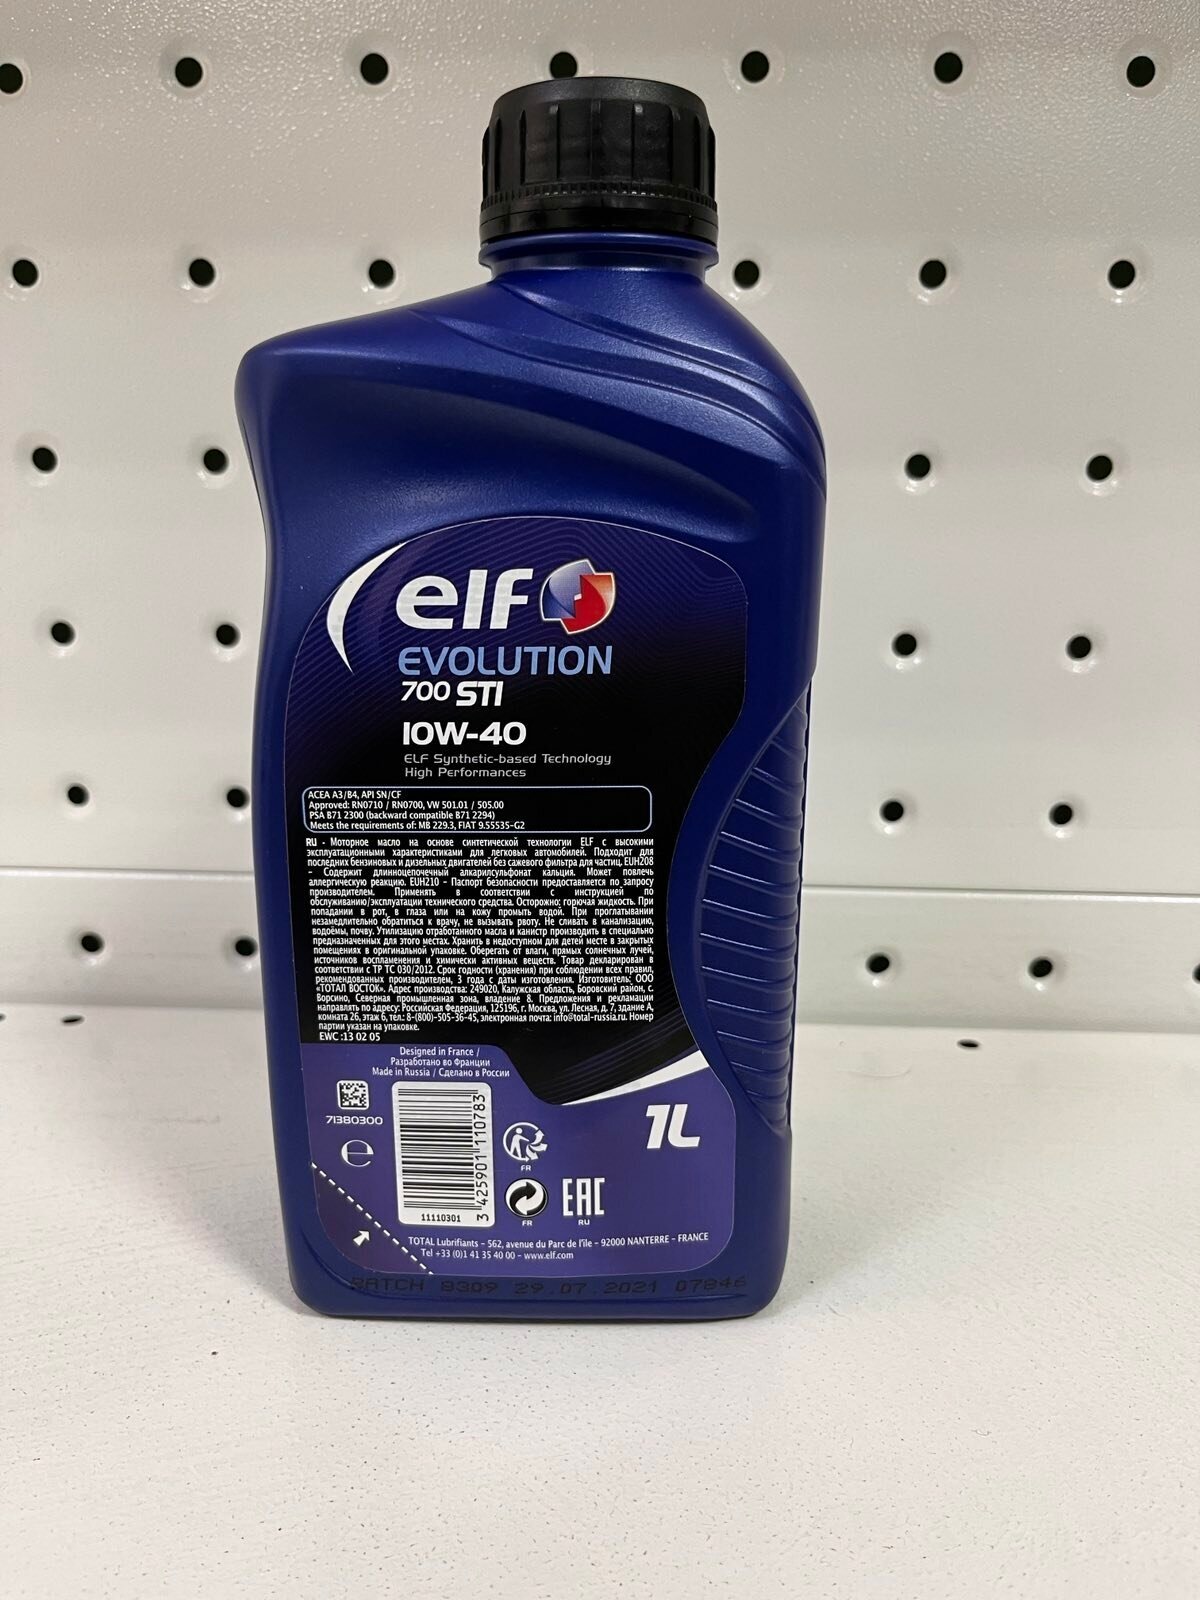 elf
EVOLUTION
700 STI
10W-40
ELF Synthetic-based Technology
High Performances
ACEA A3/B4, API SN/CF
Approved: RN0710 / RN0700, VW 501.01 / 505.00
PSA B71 2300 (backward compatible B71 2294)
Meets the requirements of: MB 229.3, FIAT 9.55535-G2
RU - Моторное масло на основе синтетической технологии ELF с высокими
эксплуатационными характеристиками для легковых автомобилей. Подходит для
последних бензиновых и дизельных двигателей без сажевого фильтра для частиц. EUH208
- Содержит длинноцепочечный алкарилсульфонат кальция. Может повлечь
аллергическую реакцию. EUH210 - Паспорт безопасности предоставляется по запросу
производителем. Применять в соответствии с инструкцией по
обслуживанию/эксплуатации технического средства. Осторожно: горючая жидкость. При
попадании в рот, в глаза или на кожу промыть водой. При проглатывании
незамедлительно обратиться к врачу, не вызывать рвоту. Не сливать в канализацию,
водоёмы, почву. Утилизацию отработанного масла и канистр производить в специально
предназначенных для этого местах. Хранить в недоступном для детей месте в закрытых
помещениях в оригинальной упаковке. Оберегать от влаги, прямых солнечных лучей,
источников воспламенения и химически активных веществ. Товар декларирован в
соответствии с ТР ТС 030/2012. Срок годности (хранения) при соблюдении всех правил,
рекомендованных производителем, 3 года с даты изготовления. Изготовитель: ООО
«ТОТАЛ ВОСТОК». Адрес производства: 249020, Калужская область, Боровский район, с.
Ворсино, Северная промышленная зона, владение 8. Предложения и рекламации
направлять по адресу: Российская Федерация, 125196, г. Москва, ул. Лесная, д. 7, здание А,
комната 26, этаж 6, тел.: 8-(800)-505-36-45, электронная почта: info@total-russia.ru. Номер
партии указан на упаковке.
EWC :13 02 05
Designed in France /
Разработано во Франции
Made in Russia / Сделано в России
71380300
e
3 425901 110783
11110301
FR
FR
EAC
RU
1L
TOTAL Lubrifiants - 562, avenue du Parc de l'île - 92000 NANTERRE - FRANCE
Tel +33 (0)1 41 35 40 00 - www.elf.com
BATCH 8309 29.07.2021 07846